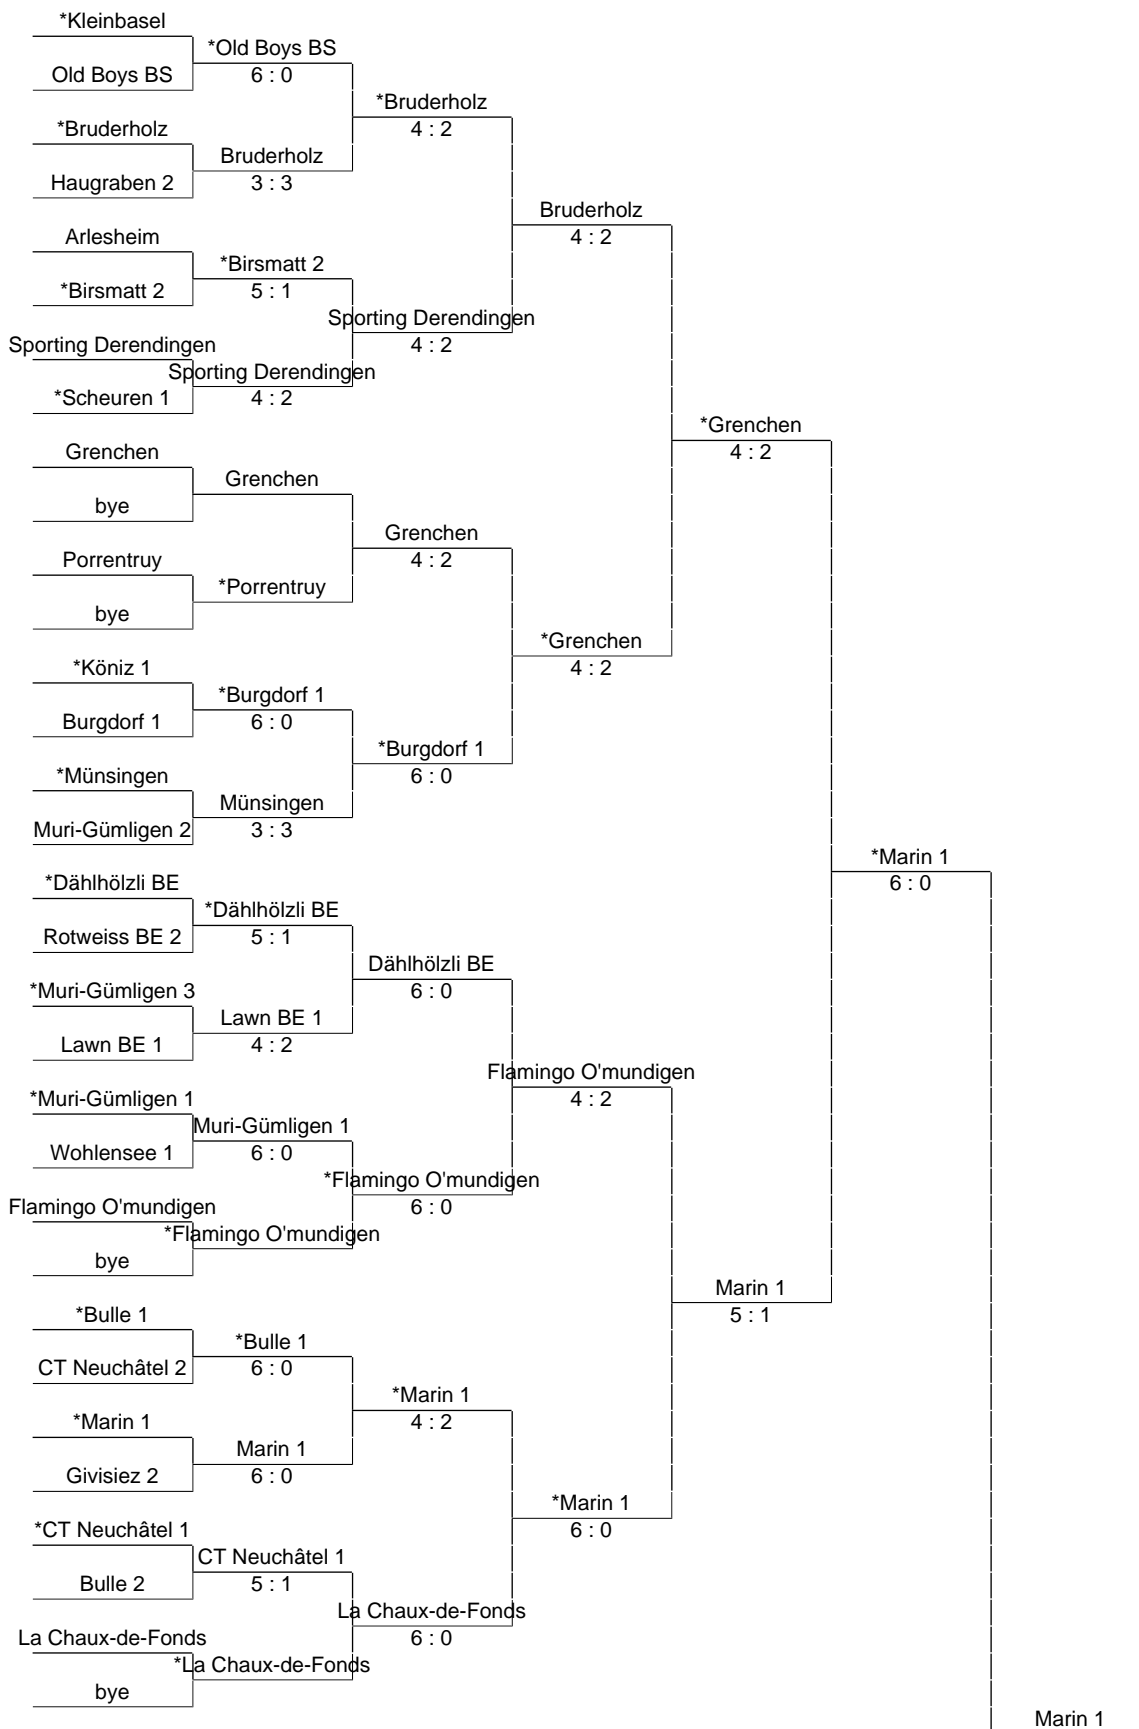 *Kleinbasel
*Old Boys BS
Old Boys BS
6 : 0
*Bruderholz
*Bruderholz
4 : 2
Bruderholz
Haugraben 2
3 : 3
Bruderholz
Arlesheim
4 : 2
*Birsmatt 2
*Birsmatt 2
5 : 1
Sporting Derendingen
Sporting Derendingen
4 : 2
Sporting Derendingen
*Scheuren 1
4 : 2
*Grenchen
Grenchen
4 : 2
Grenchen
bye
Grenchen
Porrentruy
4 : 2
*Porrentruy
bye
*Grenchen
*Köniz 1
4 : 2
*Burgdorf 1
Burgdorf 1
6 : 0
*Burgdorf 1
*Münsingen
6 : 0
Münsingen
Muri-Gümligen 2
3 : 3
*Marin 1
*Dählhölzli BE
6 : 0
*Dählhölzli BE
Rotweiss BE 2
5 : 1
Dählhölzli BE
*Muri-Gümligen 3
6 : 0
Lawn BE 1
Lawn BE 1
4 : 2
Flamingo O'mundigen
*Muri-Gümligen 1
4 : 2
Muri-Gümligen 1
Wohlensee 1
6 : 0
*Flamingo O'mundigen
Flamingo O'mundigen
6 : 0
*Flamingo O'mundigen
bye
Marin 1
*Bulle 1
5 : 1
*Bulle 1
CT Neuchâtel 2
6 : 0
*Marin 1
*Marin 1
4 : 2
Marin 1
Givisiez 2
6 : 0
*Marin 1
*CT Neuchâtel 1
6 : 0
CT Neuchâtel 1
Bulle 2
5 : 1
La Chaux-de-Fonds
La Chaux-de-Fonds
6 : 0
*La Chaux-de-Fonds
bye
Marin 1